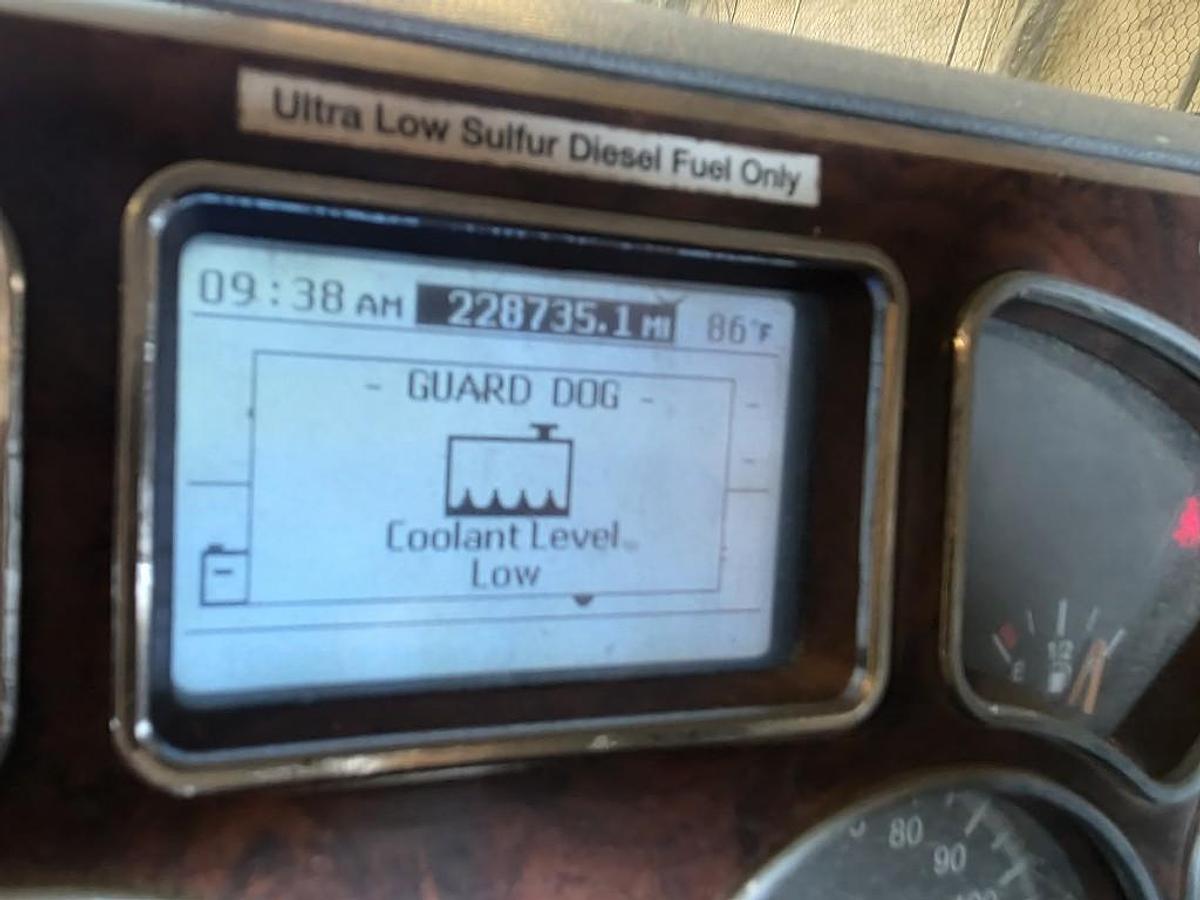 Ultra Low Sulfur Diesel Fuel Only
09:38 AM 228735.1 MI 86°F
- GUARD DOG -
Coolant Level
Low
E 1/2
80
90